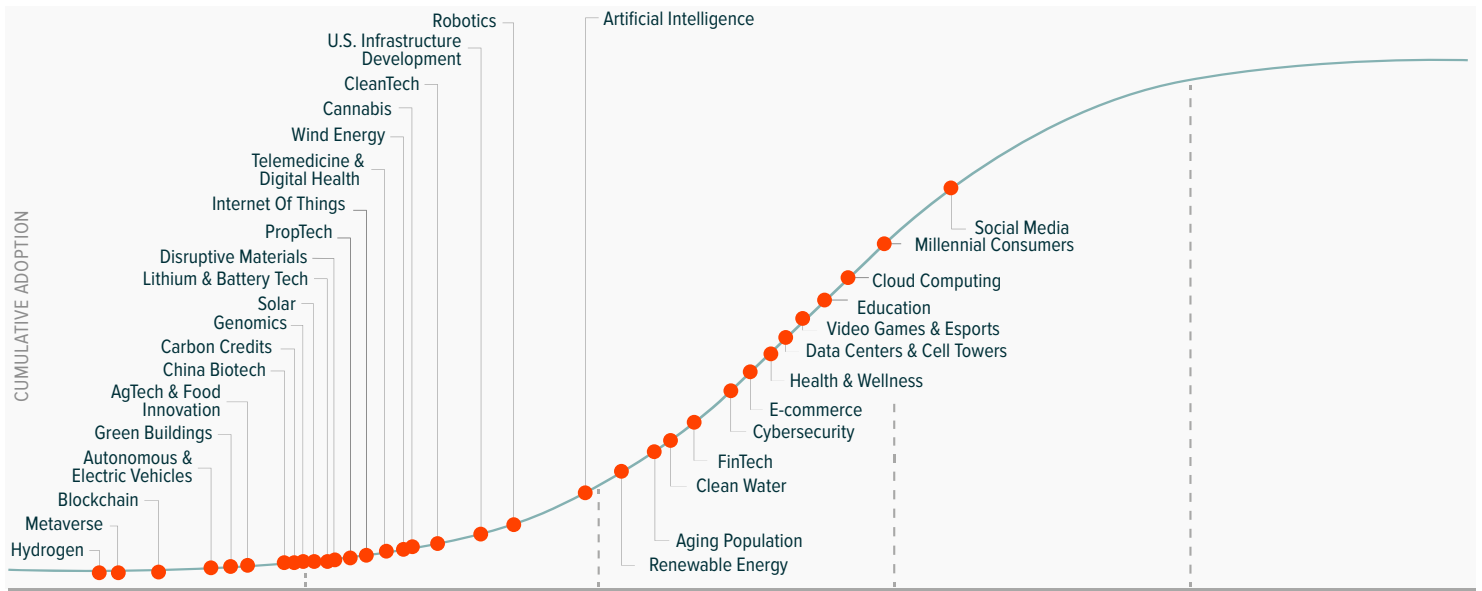 Robotics
Artificial Intelligence
U.S. Infrastructure
Development
CleanTech
Cannabis
Wind Energy
Telemedicine &
Digital Health
Internet Of Things
PropTech
Disruptive Materials
Lithium & Battery Tech
Solar
Genomics
Carbon Credits
China Biotech
AgTech & Food
Innovation
Green Buildings
Autonomous &
Electric Vehicles
Blockchain
Metaverse
Hydrogen
CUMULATIVE ADOPTION
Social Media
Millennial Consumers
Cloud Computing
Education
Video Games & Esports
Data Centers & Cell Towers
Health & Wellness
E-commerce
Cybersecurity
FinTech
Clean Water
Aging Population
Renewable Energy